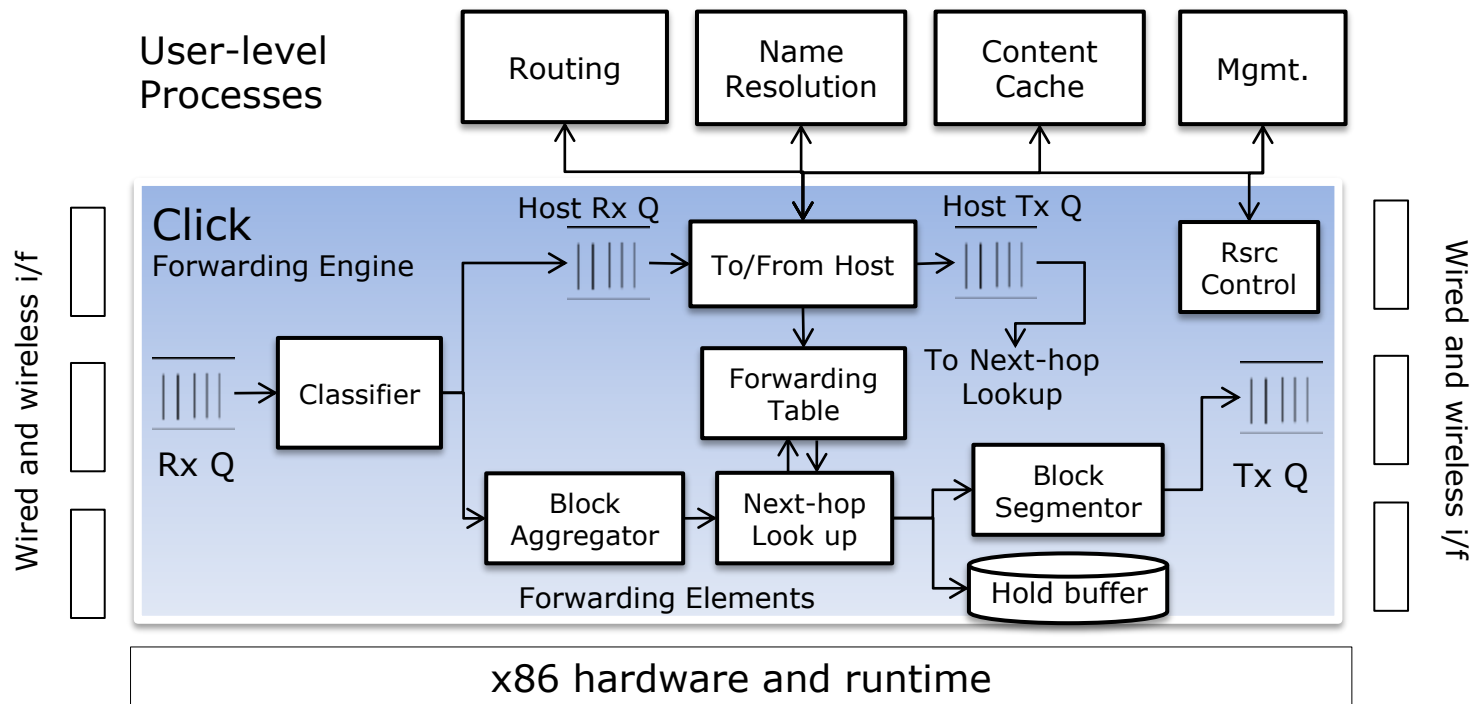 User-level
Processes
Routing
Name
Resolution
Content
Cache
Mgmt.
Click
Forwarding Engine
Host Rx Q
To/From Host
Host Tx Q
Rsrc
Control
To Next-hop
Lookup
Rx Q
Classifier
Forwarding
Table
Block
Aggregator
Next-hop
Look up
Block
Segmentor
Tx Q
Hold buffer
Forwarding Elements
Wired and wireless i/f
Wired and wireless i/f
x86 hardware and runtime